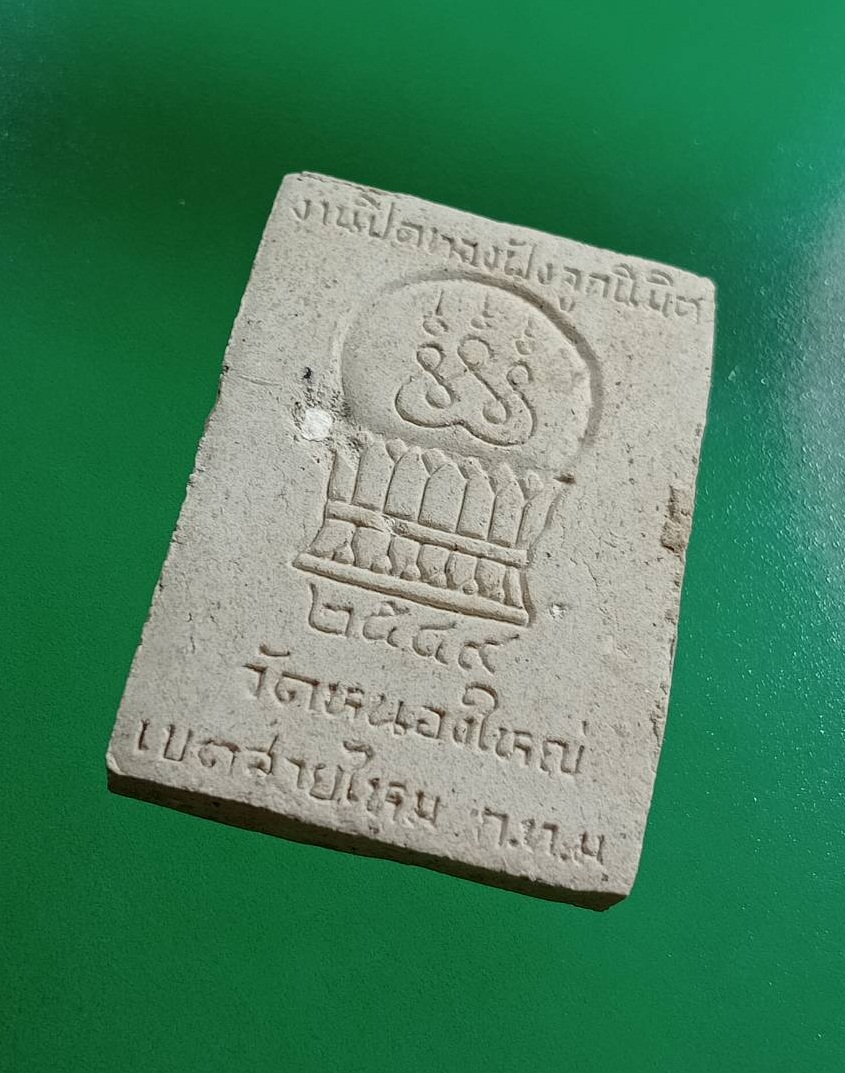 งานปิดทองฝังลูกนิมิต
๒๕๔๙
วัดหนองใหญ่
เขตสายไหม ก.ท.ม